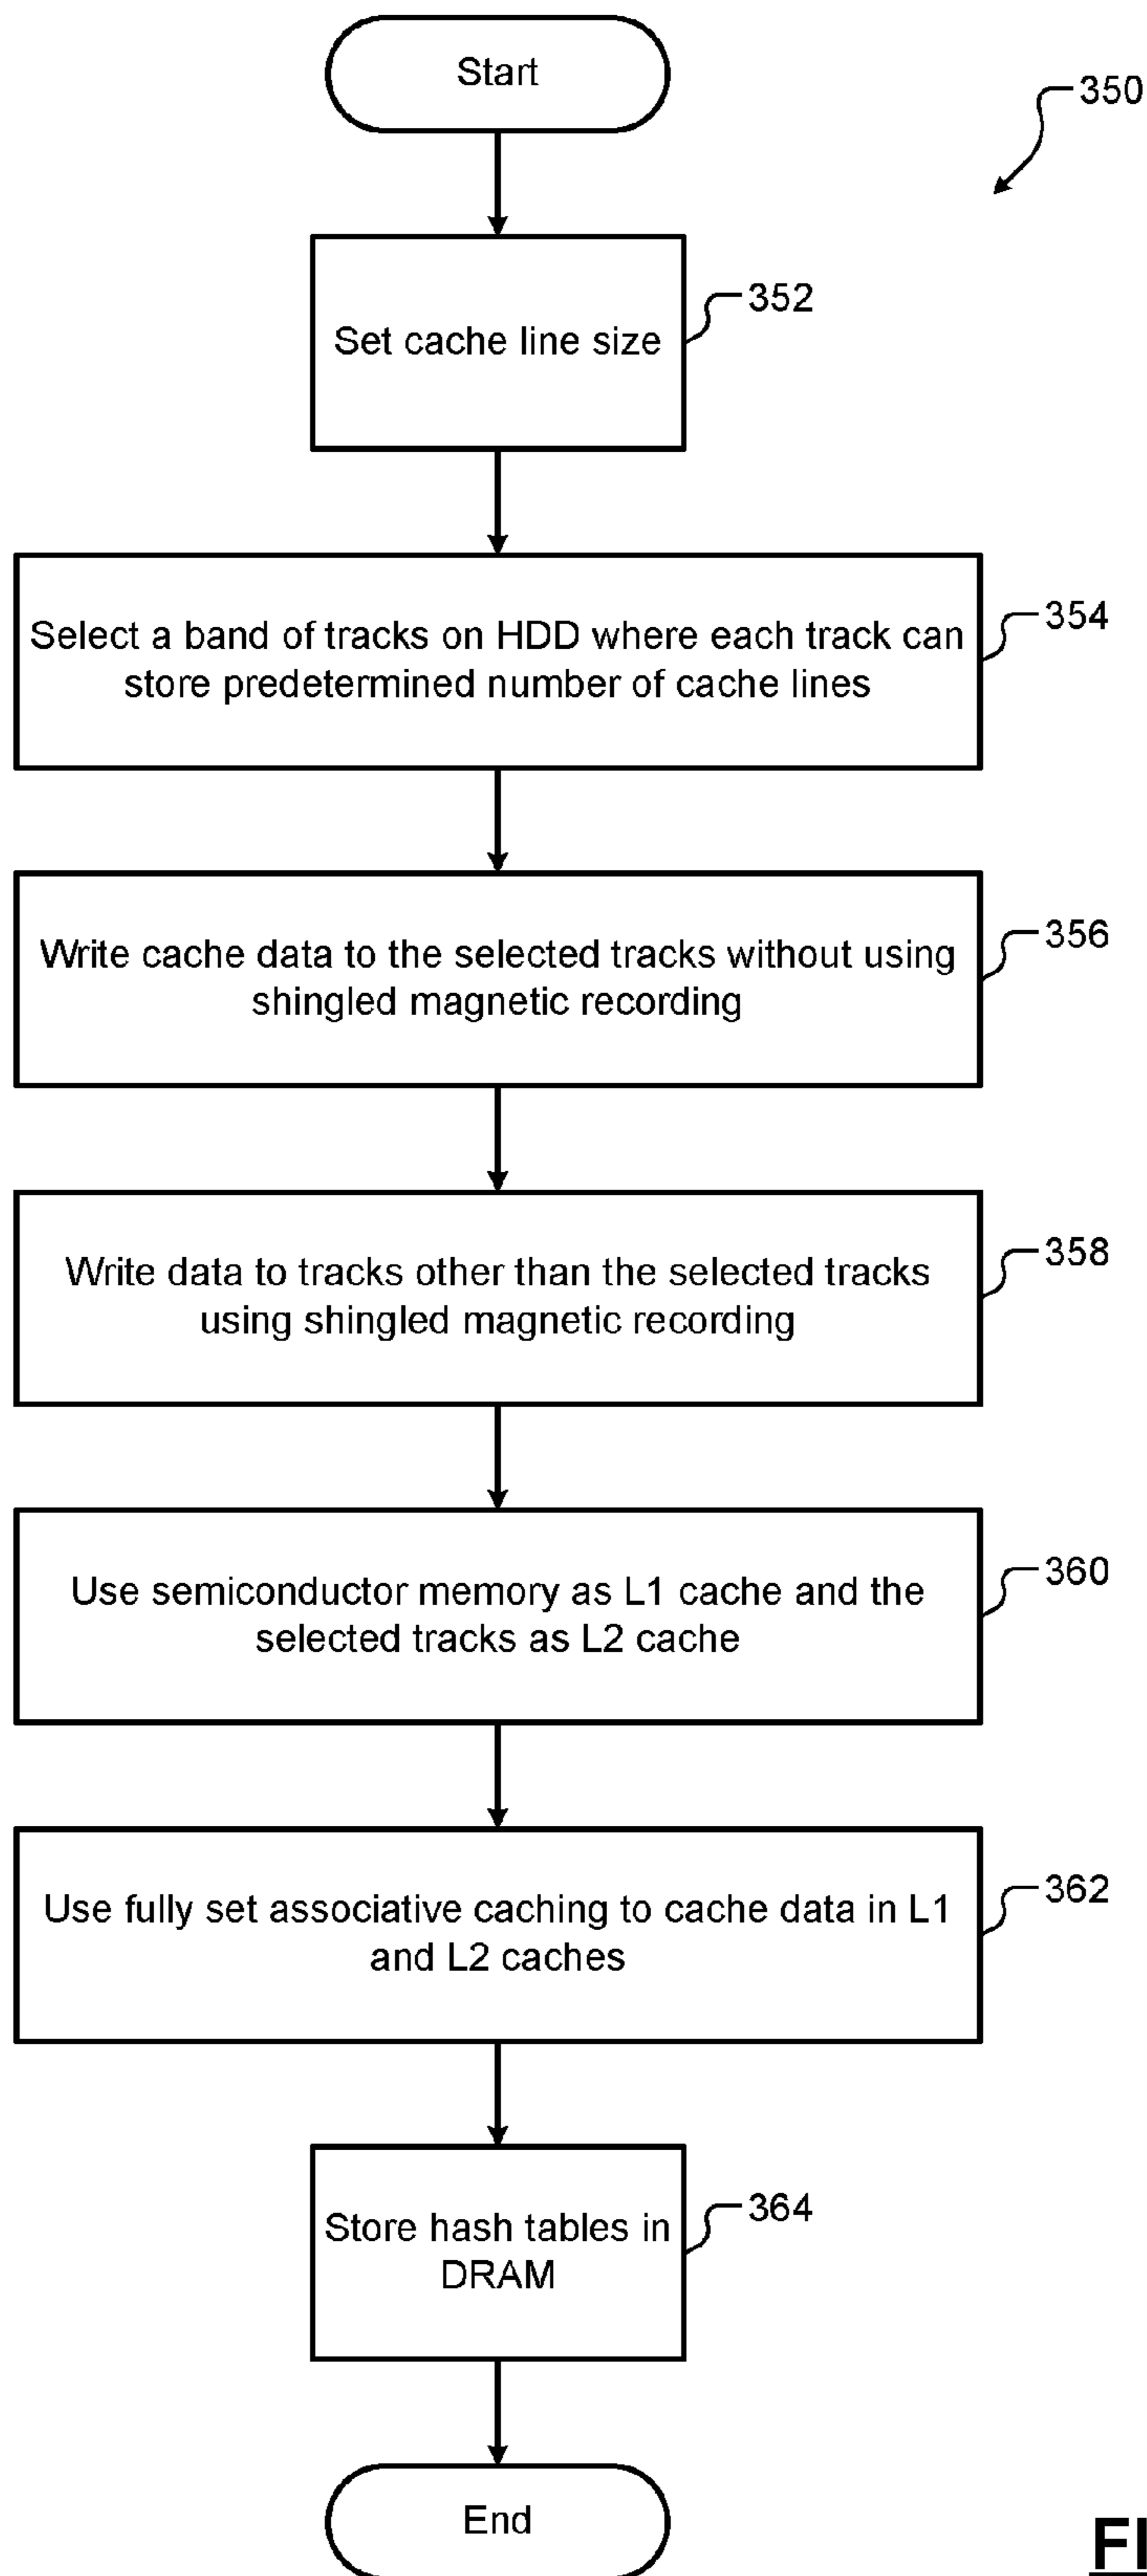 Start
350
Set cache line size
352
Select a band of tracks on HDD where each track can
store predetermined number of cache lines
354
Write cache data to the selected tracks without using
shingled magnetic recording
356
Write data to tracks other than the selected tracks
using shingled magnetic recording
358
Use semiconductor memory as L1 cache and the
selected tracks as L2 cache
360
Use fully set associative caching to cache data in L1
and L2 caches
362
Store hash tables in
DRAM
364
End